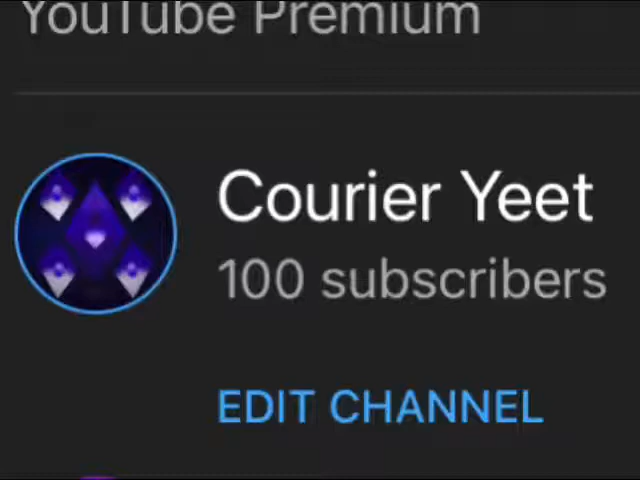 YouTube Premium
Courier Yeet
100 subscribers
EDIT CHANNEL